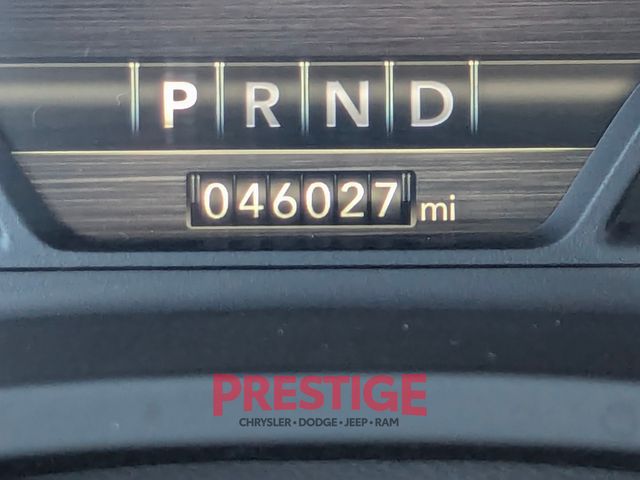 P R N D
046027 mi
PRESTIGE
CHRYSLER • DODGE • JEEP • RAM